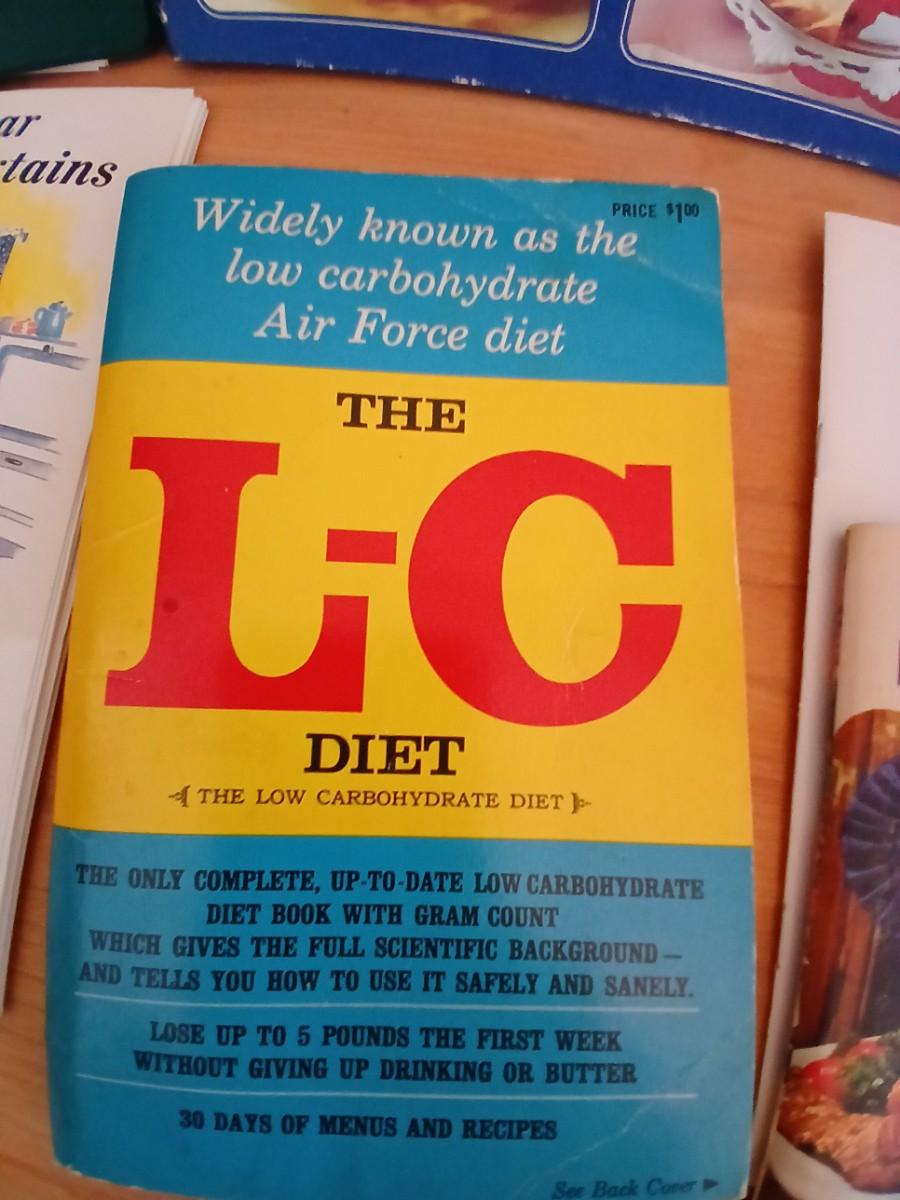 ar
tains
PRICE $1.00
Widely known as the
low carbohydrate
Air Force diet
THE
L-C
DIET
THE LOW CARBOHYDRATE DIET
THE ONLY COMPLETE, UP-TO-DATE LOW CARBOHYDRATE
DIET BOOK WITH GRAM COUNT
WHICH GIVES THE FULL SCIENTIFIC BACKGROUND —
AND TELLS YOU HOW TO USE IT SAFELY AND SANELY.
LOSE UP TO 5 POUNDS THE FIRST WEEK
WITHOUT GIVING UP DRINKING OR BUTTER
30 DAYS OF MENUS AND RECIPES
See Back Cover ►